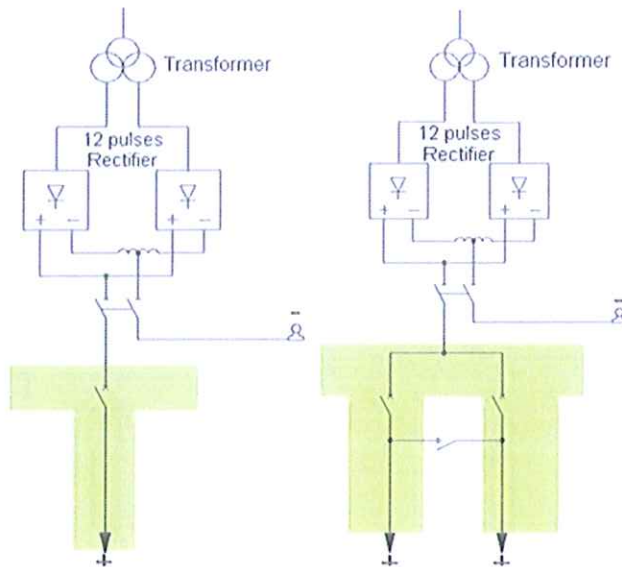 Transformer
12 pulses
Rectifier
+ − + −
−
+
Transformer
12 pulses
Rectifier
+ − + −
−
+ +